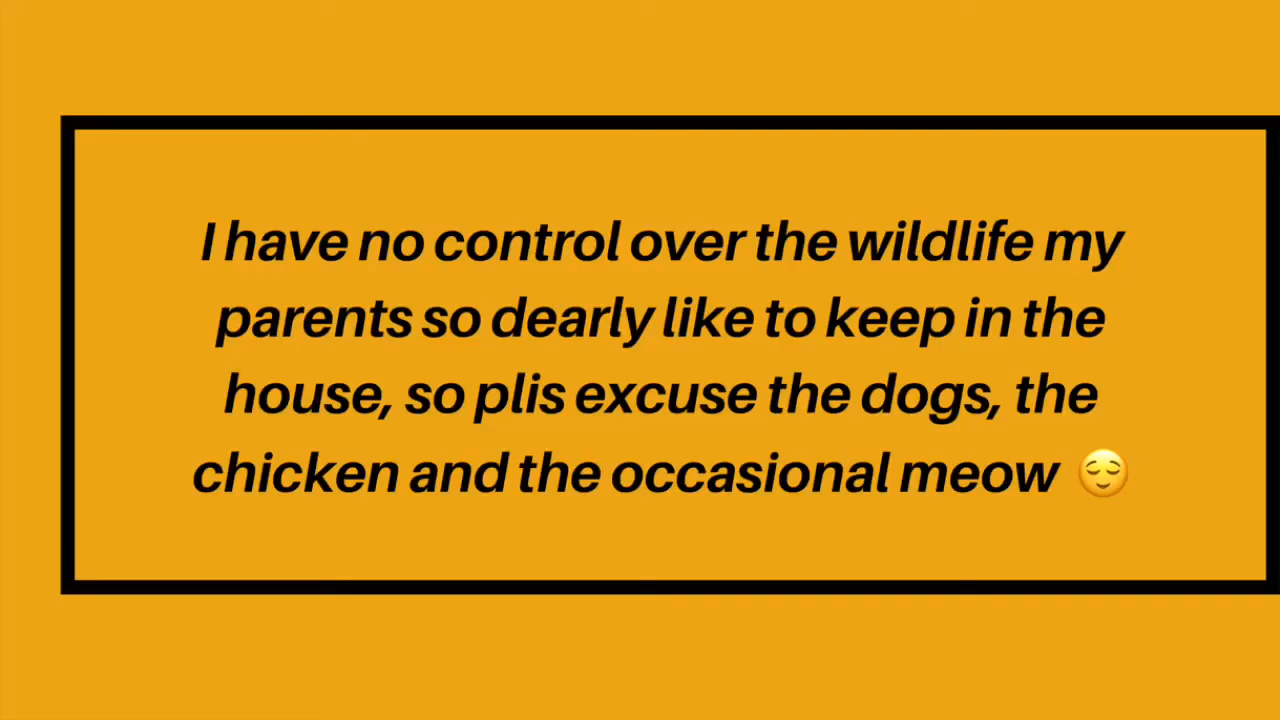 I have no control over the wildlife my
parents so dearly like to keep in the
house, so plis excuse the dogs, the
chicken and the occasional meow 😌